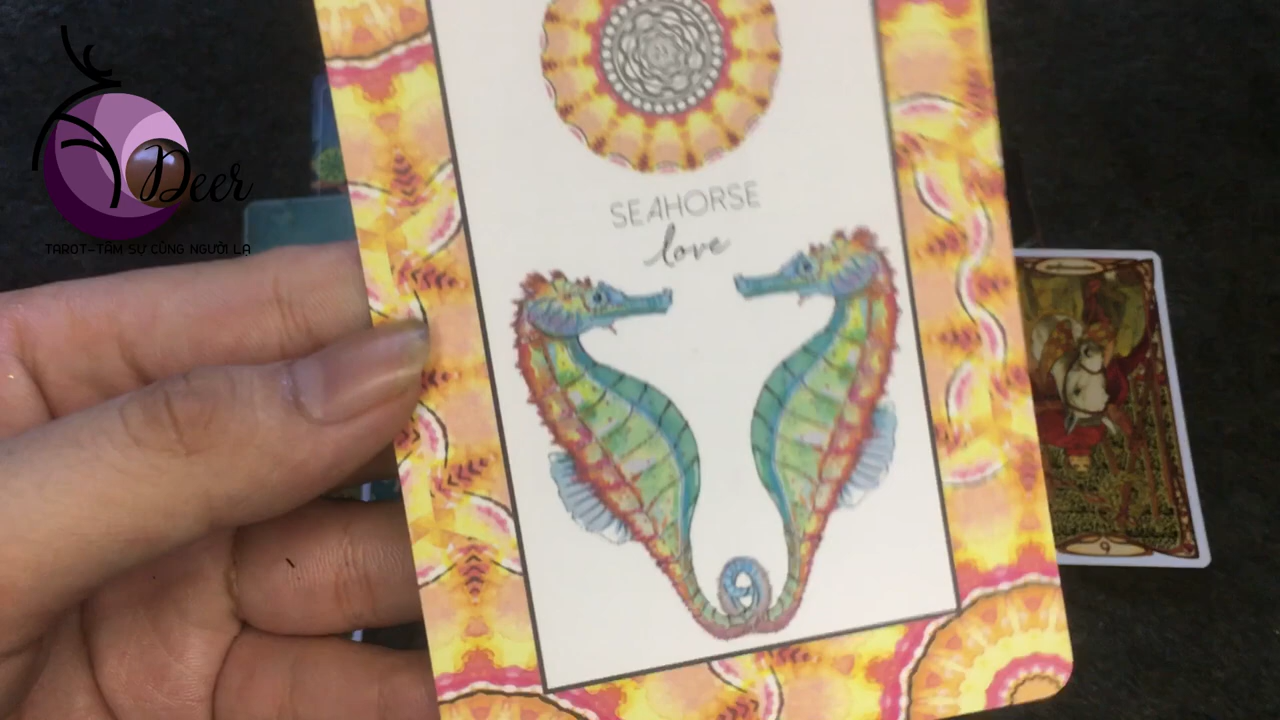 Deer
TAROT-TÂM SỰ CÙNG NGƯỜI LẠ
SEAHORSE
love